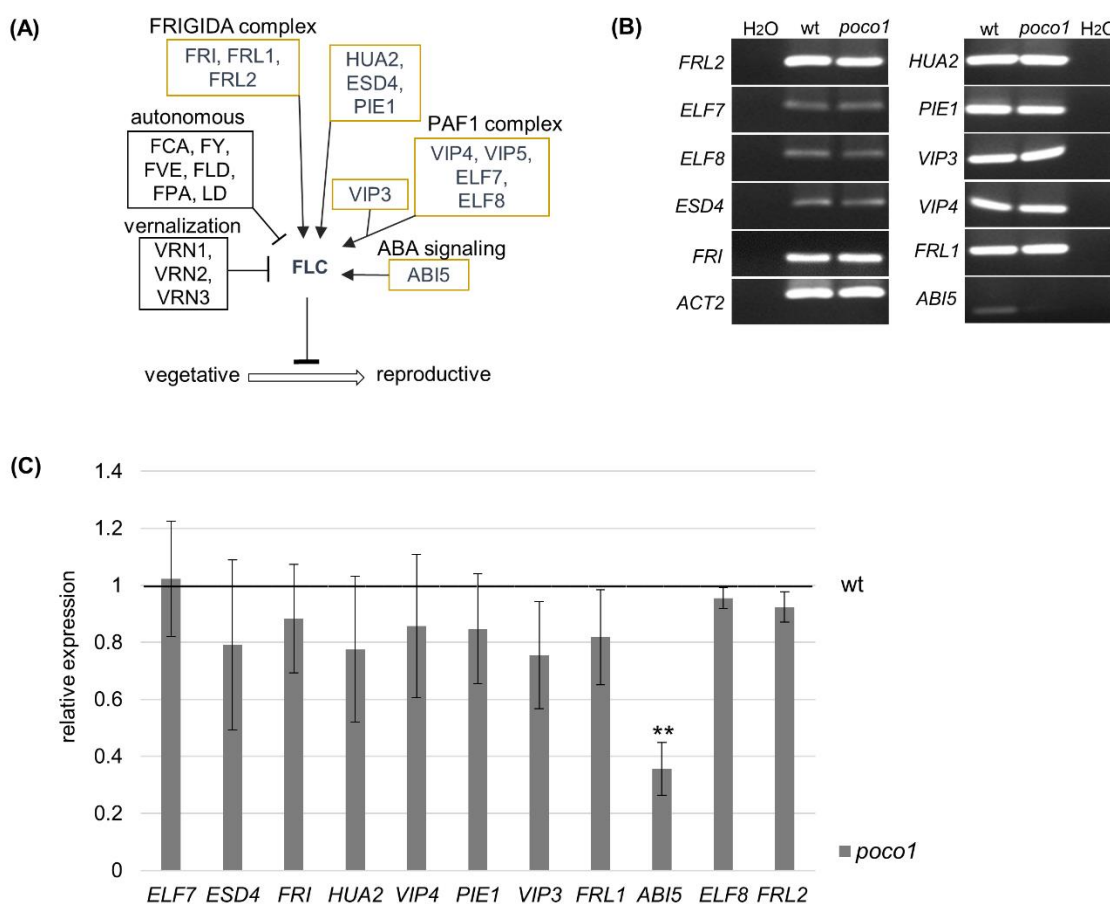 (A)
FRIGIDA complex
FRI, FRL1,
FRL2
HUA2,
ESD4,
PIE1
autonomous
FCA, FY,
FVE, FLD,
FPA, LD
PAF1 complex
VIP4, VIP5,
ELF7,
ELF8
VIP3
vernalization
VRN1,
VRN2,
VRN3
FLC
ABA signaling
ABI5
vegetative
reproductive
(B)
H2O wt poco1
FRL2
ELF7
ELF8
ESD4
FRI
ACT2
wt poco1 H2O
HUA2
PIE1
VIP3
VIP4
FRL1
ABI5
(C)
relative expression
1.4
1.2
1
0.8
0.6
0.4
0.2
0
wt
**
poco1
ELF7 ESD4 FRI HUA2 VIP4 PIE1 VIP3 FRL1 ABI5 ELF8 FRL2